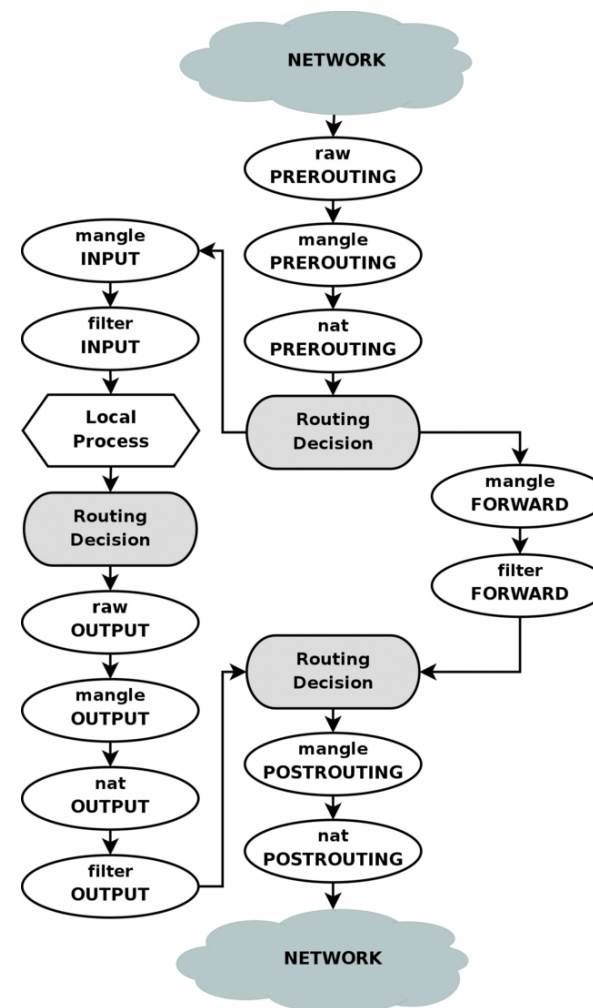 NETWORK
raw
PREROUTING
mangle
PREROUTING
nat
PREROUTING
Routing
Decision
mangle
INPUT
filter
INPUT
Local
Process
Routing
Decision
raw
OUTPUT
mangle
OUTPUT
nat
OUTPUT
filter
OUTPUT
mangle
FORWARD
filter
FORWARD
Routing
Decision
mangle
POSTROUTING
nat
POSTROUTING
NETWORK